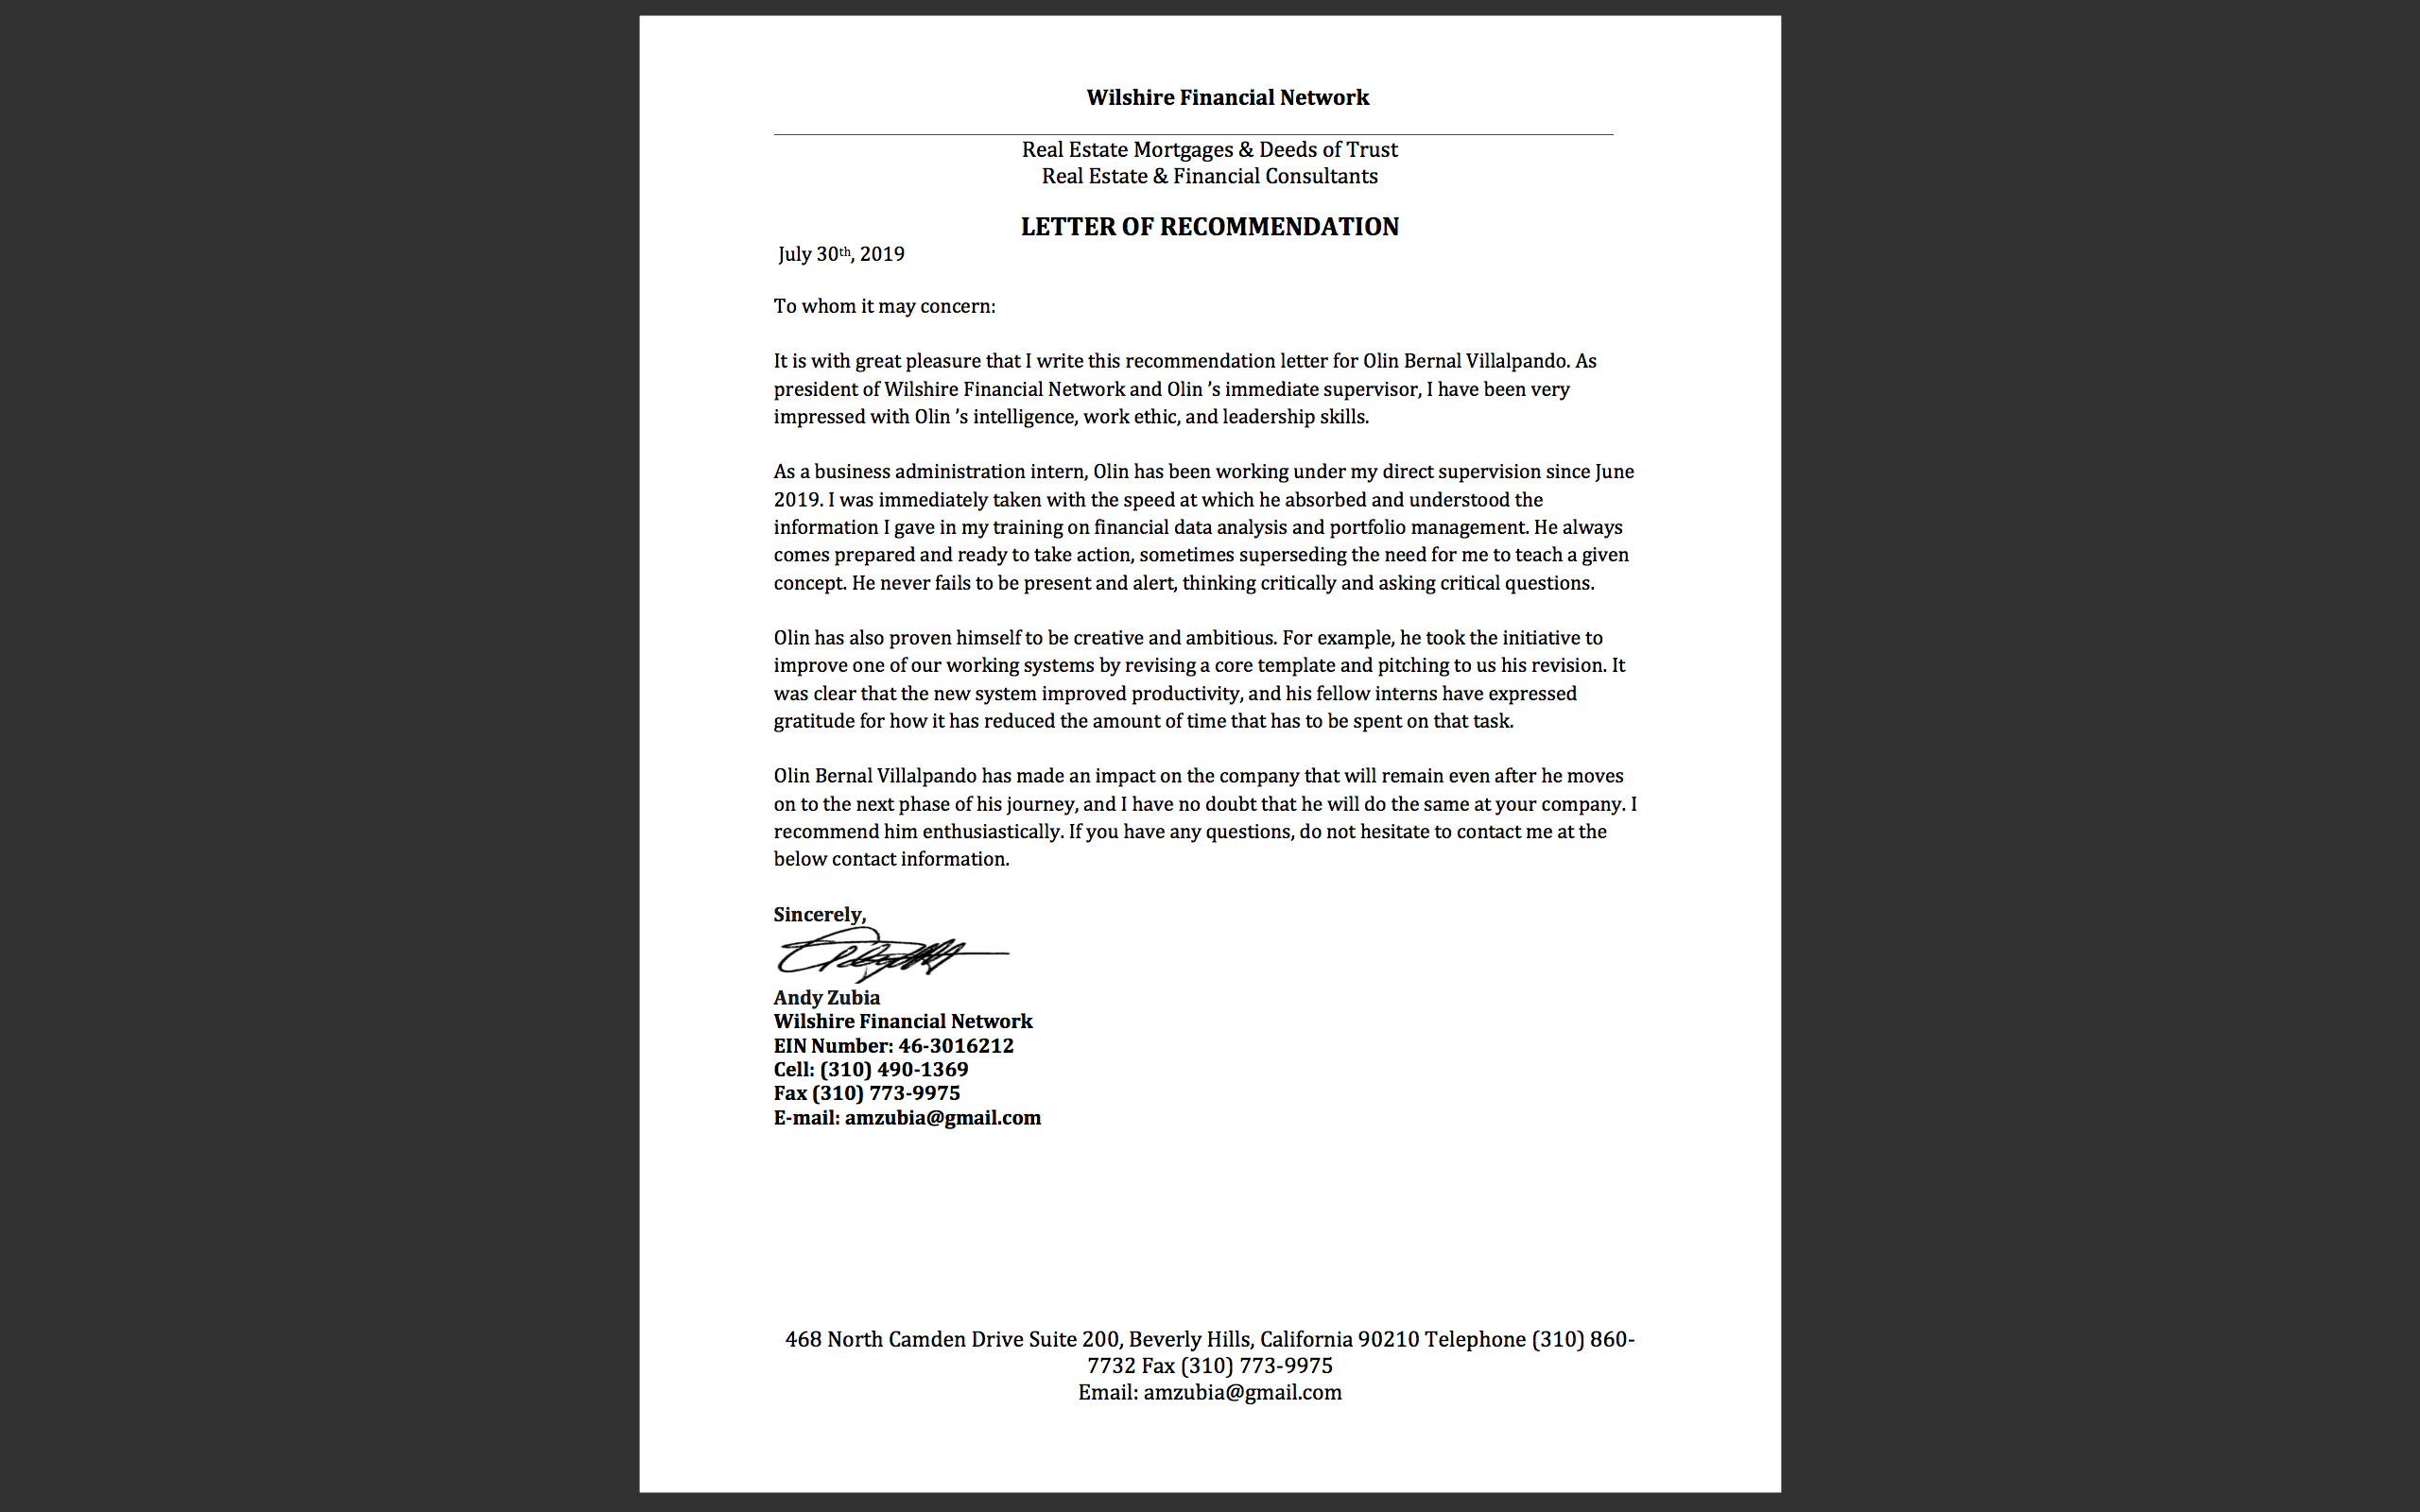 Wilshire Financial Network
Real Estate Mortgages & Deeds of Trust
Real Estate & Financial Consultants
LETTER OF RECOMMENDATION
July 30th, 2019
To whom it may concern:
It is with great pleasure that I write this recommendation letter for Olin Bernal Villalpando. As
president of Wilshire Financial Network and Olin ’s immediate supervisor, I have been very
impressed with Olin ’s intelligence, work ethic, and leadership skills.
As a business administration intern, Olin has been working under my direct supervision since June
2019. I was immediately taken with the speed at which he absorbed and understood the
information I gave in my training on financial data analysis and portfolio management. He always
comes prepared and ready to take action, sometimes superseding the need for me to teach a given
concept. He never fails to be present and alert, thinking critically and asking critical questions.
Olin has also proven himself to be creative and ambitious. For example, he took the initiative to
improve one of our working systems by revising a core template and pitching to us his revision. It
was clear that the new system improved productivity, and his fellow interns have expressed
gratitude for how it has reduced the amount of time that has to be spent on that task.
Olin Bernal Villalpando has made an impact on the company that will remain even after he moves
on to the next phase of his journey, and I have no doubt that he will do the same at your company. I
recommend him enthusiastically. If you have any questions, do not hesitate to contact me at the
below contact information.
Sincerely,
Andy Zubia
Wilshire Financial Network
EIN Number: 46-3016212
Cell: (310) 490-1369
Fax (310) 773-9975
E-mail: amzubia@gmail.com
468 North Camden Drive Suite 200, Beverly Hills, California 90210 Telephone (310) 860-
7732 Fax (310) 773-9975
Email: amzubia@gmail.com